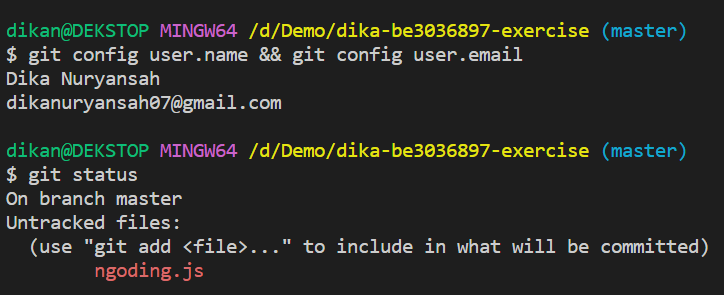 dikan@DEKSTOP MINGW64 /d/Demo/dika-be3036897-exercise (master)
$ git config user.name && git config user.email
Dika Nuryansah
dikanuryansah07@gmail.com
dikan@DEKSTOP MINGW64 /d/Demo/dika-be3036897-exercise (master)
$ git status
On branch master
Untracked files:
(use "git add <file>..." to include in what will be committed)
ngoding.js